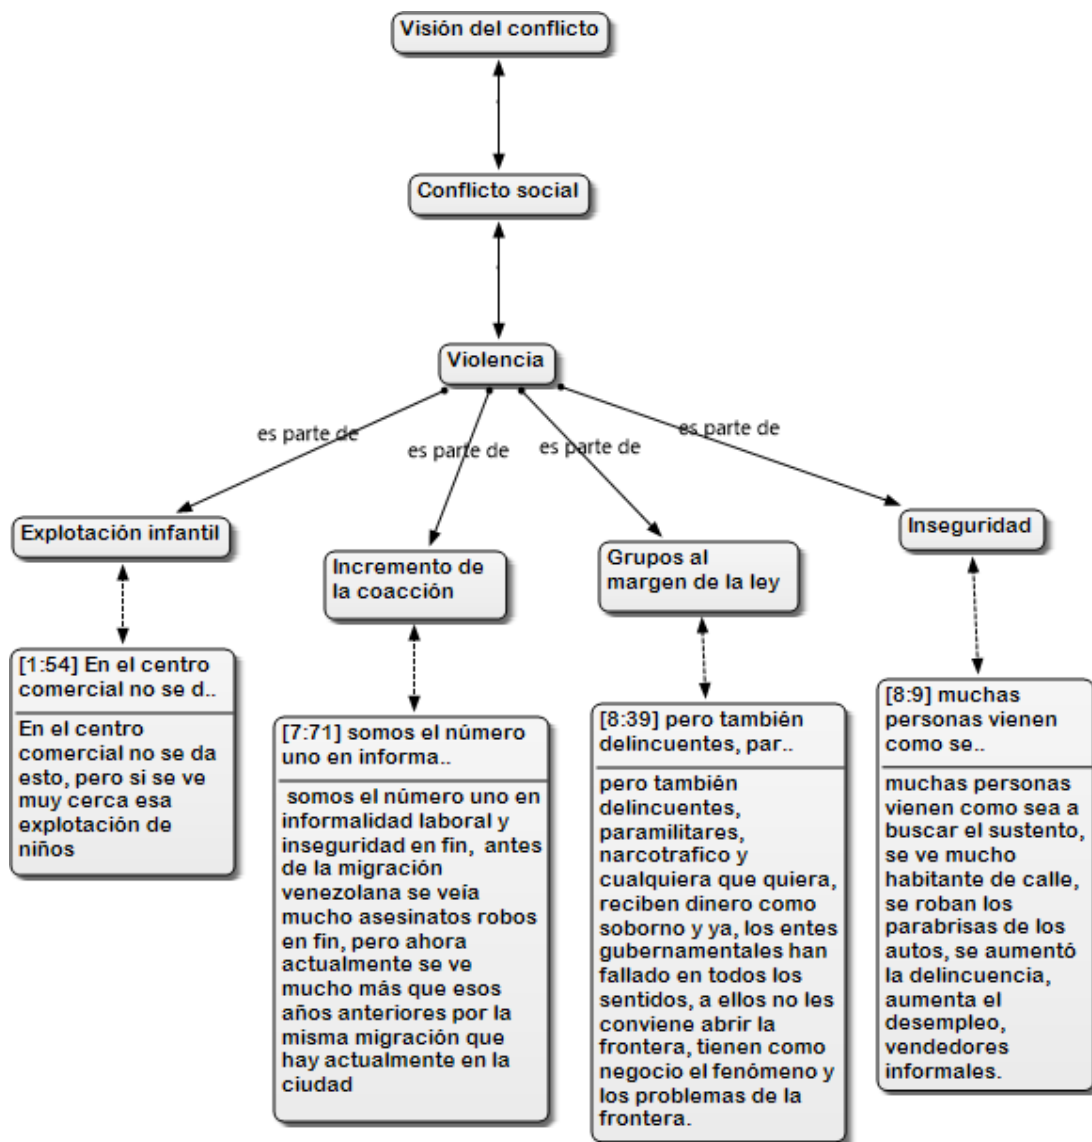 Visión del conflicto
Conflicto social
Violencia
es parte de
es parte de
es parte de
es parte de
Explotación infantil
Incremento de
la coacción
Grupos al
margen de la ley
Inseguridad
[1:54] En el centro
comercial no se d..
En el centro
comercial no se da
esto, pero si se ve
muy cerca esa
explotación de
niños
[7:71] somos el número
uno en informa..
somos el número uno en
informalidad laboral y
inseguridad en fin, antes
de la migración
venezolana se veía
mucho asesinatos robos
en fin, pero ahora
actualmente se ve
mucho más que esos
años anteriores por la
misma migración que
hay actualmente en la
ciudad
[8:39] pero también
delincuentes, par..
pero también
delincuentes,
paramilitares,
narcotrafico y
cualquiera que quiera,
reciben dinero como
soborno y ya, los entes
gubernamentales han
fallado en todos los
sentidos, a ellos no les
conviene abrir la
frontera, tienen como
negocio el fenómeno y
los problemas de la
frontera.
[8:9] muchas
personas vienen
como se..
muchas personas
vienen como sea a
buscar el sustento,
se ve mucho
habitante de calle,
se roban los
parabrisas de los
autos, se aumentó
la delincuencia,
aumenta el
desempleo,
vendedores
informales.